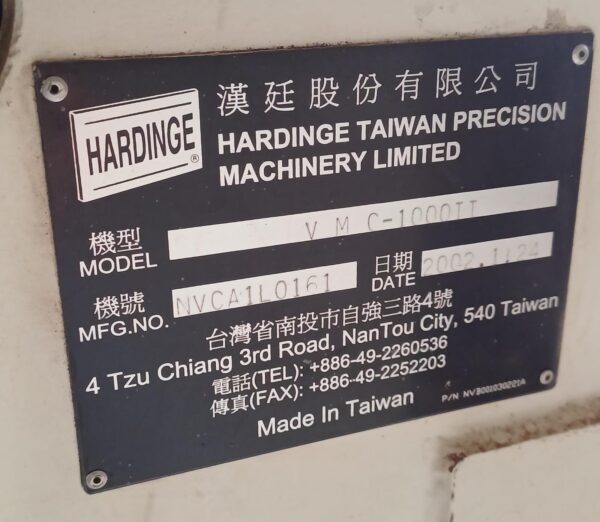 HARDINGE ®
漢廷股份有限公司
HARDINGE TAIWAN PRECISION
MACHINERY LIMITED
機型
MODEL V M C-1000II
機號
MFG.NO. NVCA1L0161
日期
DATE 2002.1.24
台灣省南投市自強三路4號
4 Tzu Chiang 3rd Road, NanTou City, 540 Taiwan
電話(TEL): +886-49-2260536
傳真(FAX): +886-49-2252203
Made In Taiwan
P/N NVB001030201A